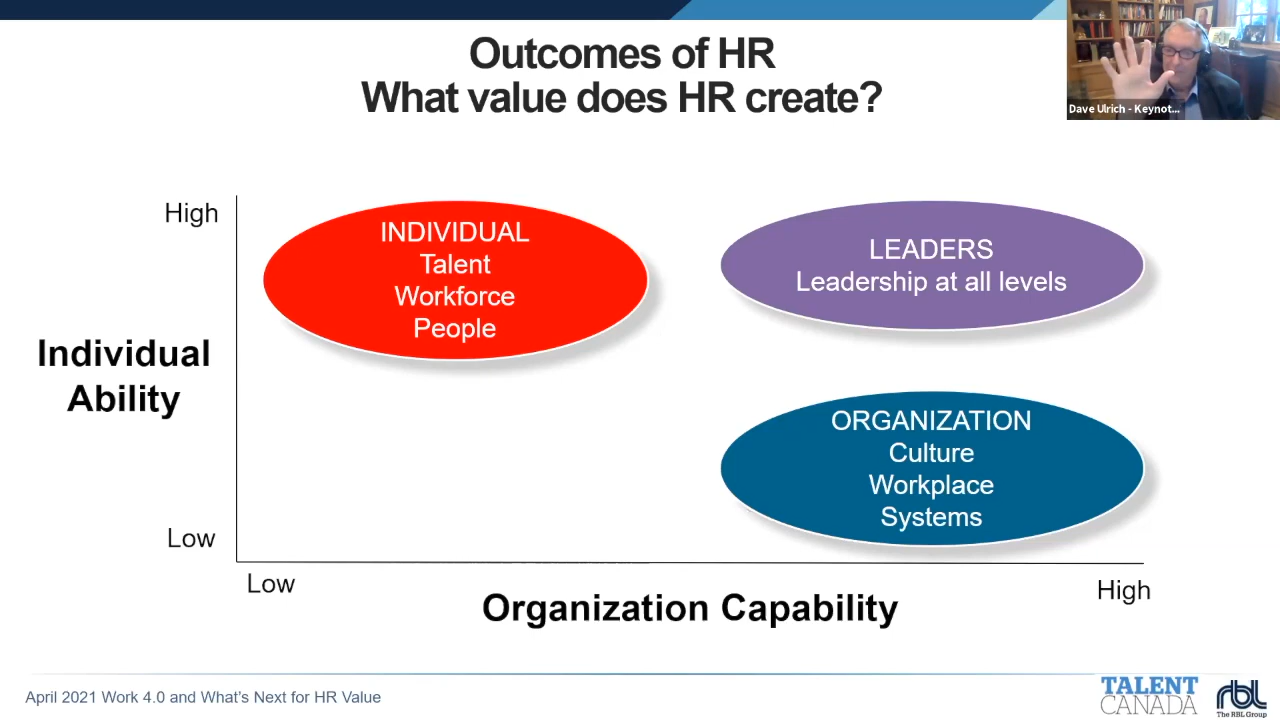 Outcomes of HR
What value does HR create?
Dave Ulrich - Keynot...
High
INDIVIDUAL
Talent
Workforce
People
LEADERS
Leadership at all levels
Individual
Ability
ORGANIZATION
Culture
Workplace
Systems
Low
Low
High
Organization Capability
April 2021 Work 4.0 and What's Next for HR Value
TALENT
CANADA
rbl
The RBL Group